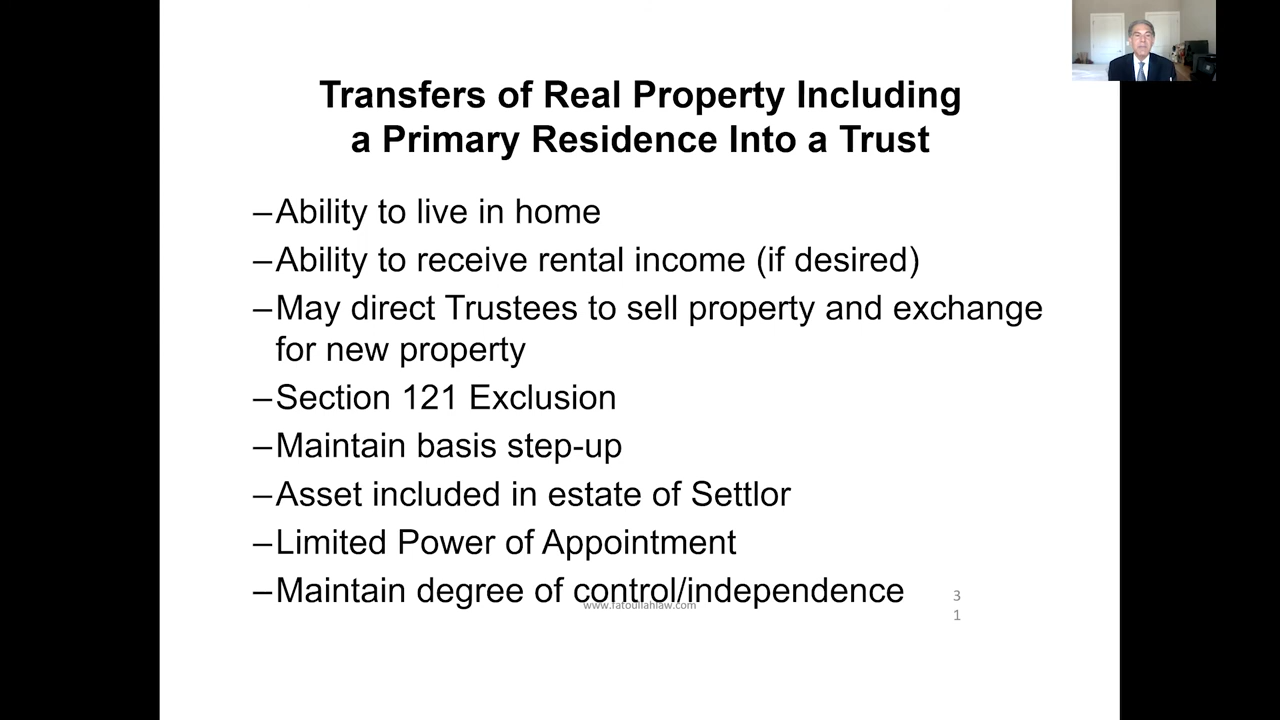 Transfers of Real Property Including
a Primary Residence Into a Trust
–Ability to live in home
–Ability to receive rental income (if desired)
–May direct Trustees to sell property and exchange
for new property
–Section 121 Exclusion
–Maintain basis step-up
–Asset included in estate of Settlor
–Limited Power of Appointment
–Maintain degree of control/independence
www.fatoullahlaw.com
3
1